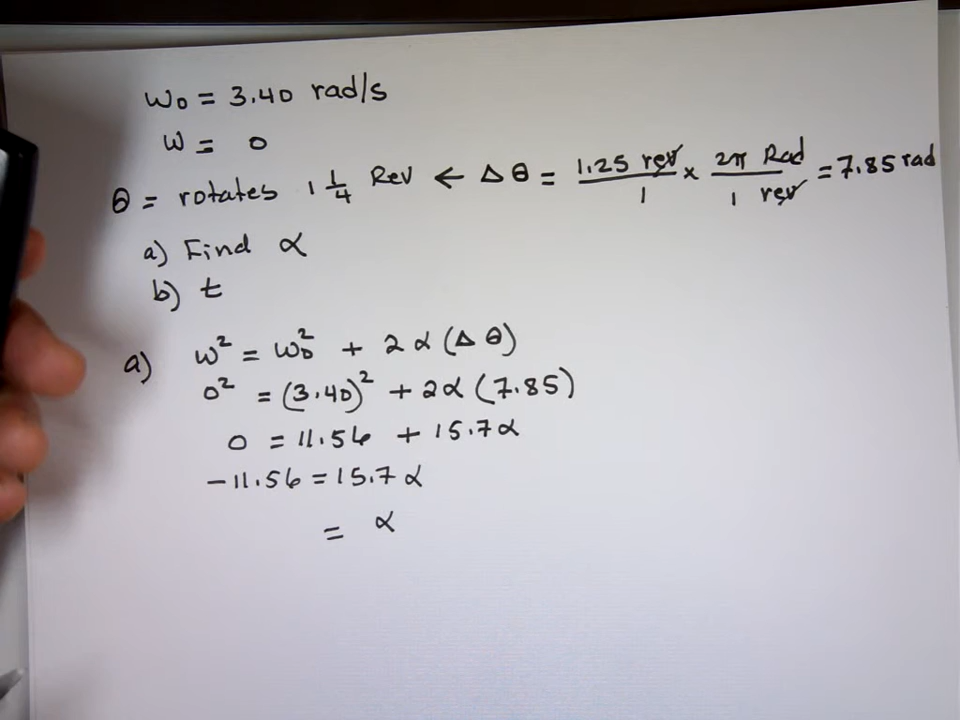 ω₀ = 3.40 rad/s
ω = 0
θ = rotates 1 1/4 Rev ← Δθ = 1.25 rev/1 × 2π Rad/1 rev = 7.85 rad
a) Find α
b) t
a) ω² = ω₀² + 2α(Δθ)
0² = (3.40)² + 2α(7.85)
0 = 11.56 + 15.7α
-11.56 = 15.7α
= α